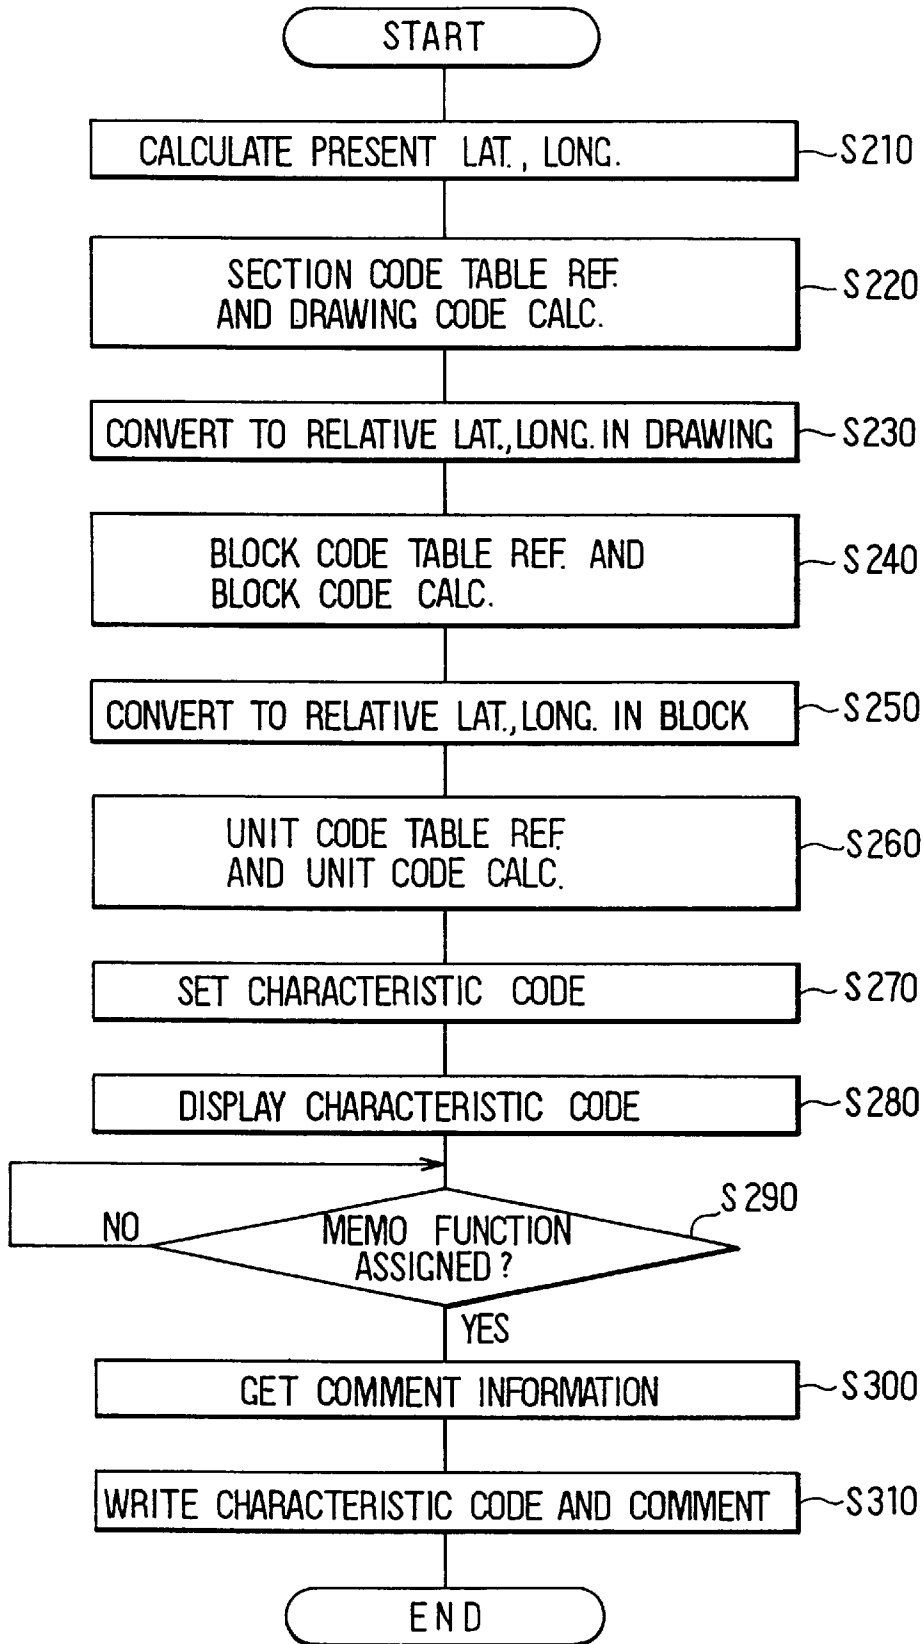 START
CALCULATE PRESENT LAT., LONG.
S210
SECTION CODE TABLE REF.
AND DRAWING CODE CALC.
S220
CONVERT TO RELATIVE LAT.,LONG. IN DRAWING
S230
BLOCK CODE TABLE REF. AND
BLOCK CODE CALC.
S240
CONVERT TO RELATIVE LAT.,LONG. IN BLOCK
S250
UNIT CODE TABLE REF.
AND UNIT CODE CALC.
S260
SET CHARACTERISTIC CODE
S270
DISPLAY CHARACTERISTIC CODE
S280
S290
NO
MEMO FUNCTION
ASSIGNED?
YES
GET COMMENT INFORMATION
S300
WRITE CHARACTERISTIC CODE AND COMMENT
S310
END